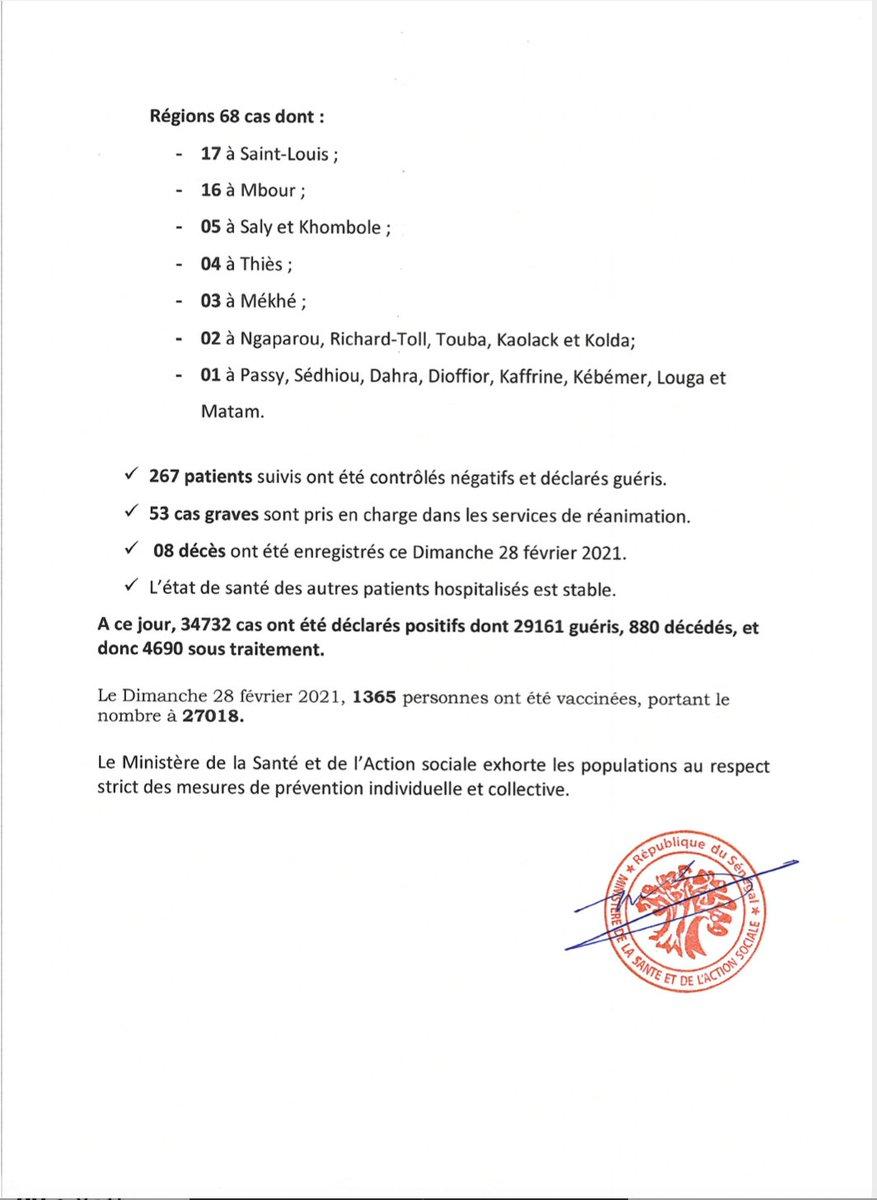 Régions 68 cas dont :
- 17 à Saint-Louis ;
- 16 à Mbour ;
- 05 à Saly et Khombole ;
- 04 à Thiès ;
- 03 à Mékhé ;
- 02 à Ngaparou, Richard-Toll, Touba, Kaolack et Kolda;
- 01 à Passy, Sédhiou, Dahra, Dioffior, Kaffrine, Kébémer, Louga et
Matam.
✓ 267 patients suivis ont été contrôlés négatifs et déclarés guéris.
✓ 53 cas graves sont pris en charge dans les services de réanimation.
✓ 08 décès ont été enregistrés ce Dimanche 28 février 2021.
✓ L'état de santé des autres patients hospitalisés est stable.
A ce jour, 34732 cas ont été déclarés positifs dont 29161 guéris, 880 décédés, et
donc 4690 sous traitement.
Le Dimanche 28 février 2021, 1365 personnes ont été vaccinées, portant le
nombre à 27018.
Le Ministère de la Santé et de l'Action sociale exhorte les populations au respect
strict des mesures de prévention individuelle et collective.
★ République du Sénégal ★
MINISTERE DE LA SANTE ET DE L'ACTION SOCIALE